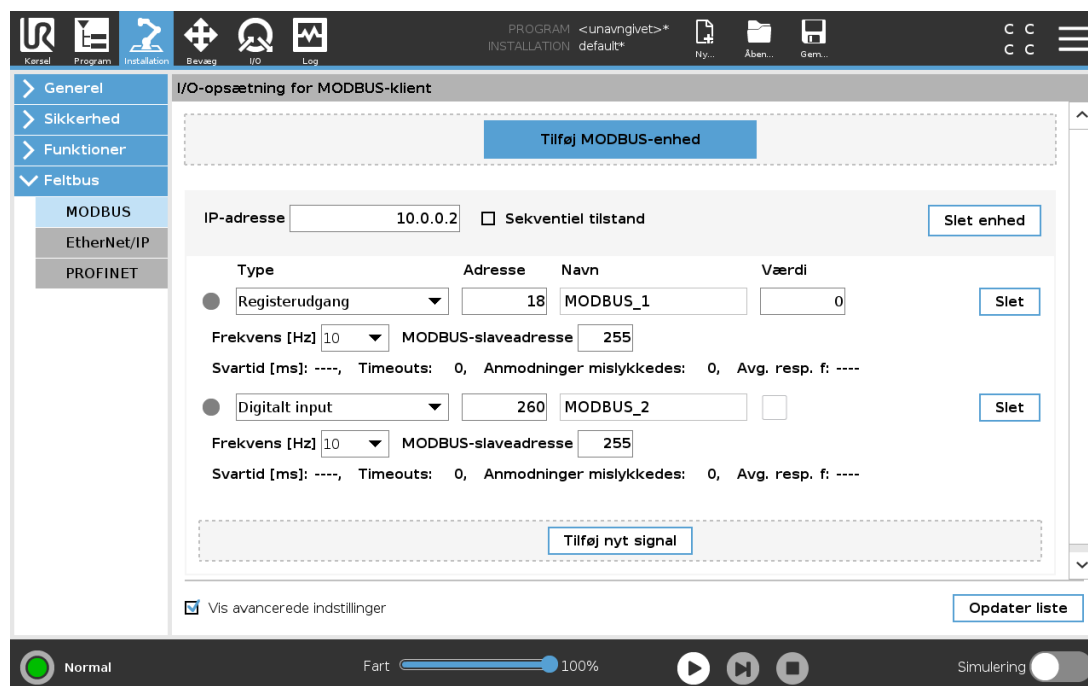 UR
Kørsel
Program
Installation
Bevæg
I/O
Log
PROGRAM <unavngivet>*
INSTALLATION default*
Ny...
Åben...
Gem...
C C
C C
Generel
Sikkerhed
Funktioner
Feltbus
MODBUS
EtherNet/IP
PROFINET
I/O-opsætning for MODBUS-klient
Tilføj MODBUS-enhed
IP-adresse 10.0.0.2 Sekventiel tilstand Slet enhed
Type Adresse Navn Værdi
Registerudgang 18 MODBUS_1 0 Slet
Frekvens [Hz] 10 MODBUS-slaveadresse 255
Svartid [ms]: ----, Timeouts: 0, Anmodninger mislykkedes: 0, Avg. resp. f: ----
Digitalt input 260 MODBUS_2 Slet
Frekvens [Hz] 10 MODBUS-slaveadresse 255
Svartid [ms]: ----, Timeouts: 0, Anmodninger mislykkedes: 0, Avg. resp. f: ----
Tilføj nyt signal
Vis avancerede indstillinger Opdater liste
Normal Fart 100% Simulering